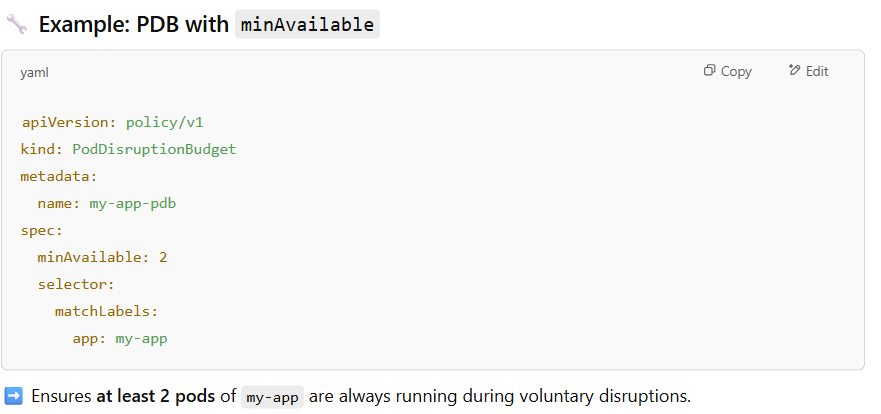 🔧 Example: PDB with minAvailable
yaml
Copy
Edit
apiVersion: policy/v1
kind: PodDisruptionBudget
metadata:
  name: my-app-pdb
spec:
  minAvailable: 2
  selector:
    matchLabels:
      app: my-app
➡️ Ensures at least 2 pods of my-app are always running during voluntary disruptions.